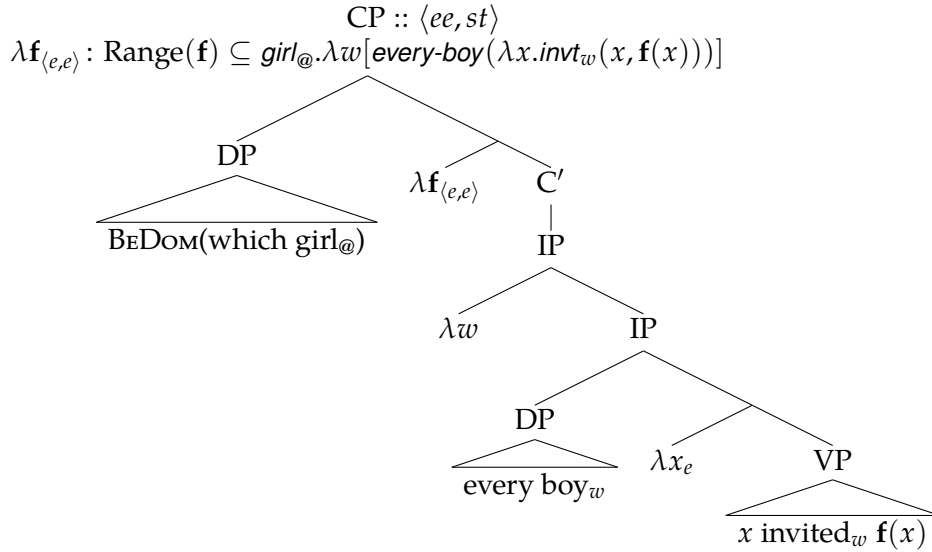 CP :: ⟨ee, st⟩
λf⟨e,e⟩ : Range(f) ⊆ girl@.λw[every-boy(λx.invtw(x, f(x)))]
DP
λf⟨e,e⟩ C′
BEDOM(which girl@)
IP
λw IP
DP
λxe VP
every boyw
x invitedw f(x)